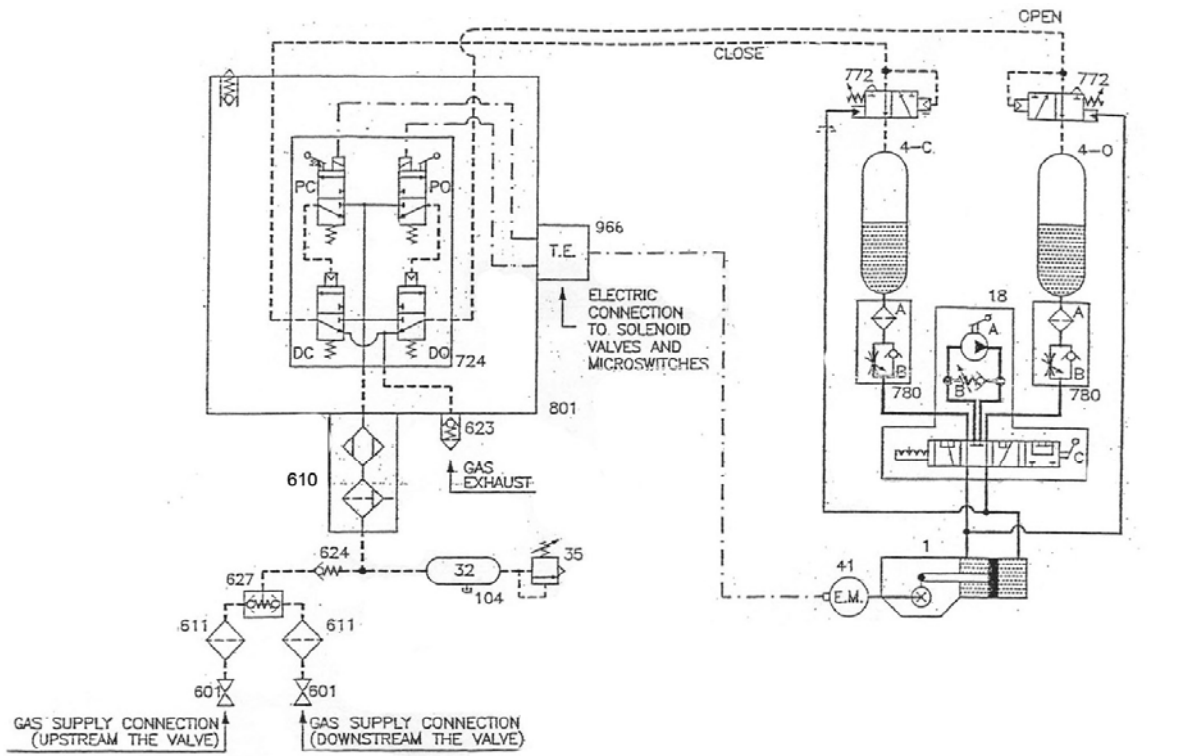 OPEN
CLOSE
772
772
4-C
4-O
PC
PO
966
T.E.
ELECTRIC
CONNECTION
TO SOLENOID
VALVES AND
MICROSWITCHES
18
A
A
A
B
B
B
780
780
DC
DO
724
801
623
C
610
GAS
EXHAUST
624
32
35
104
1
41
E.M.
627
611
611
601
601
GAS SUPPLY CONNECTION
(UPSTREAM THE VALVE)
GAS SUPPLY CONNECTION
(DOWNSTREAM THE VALVE)